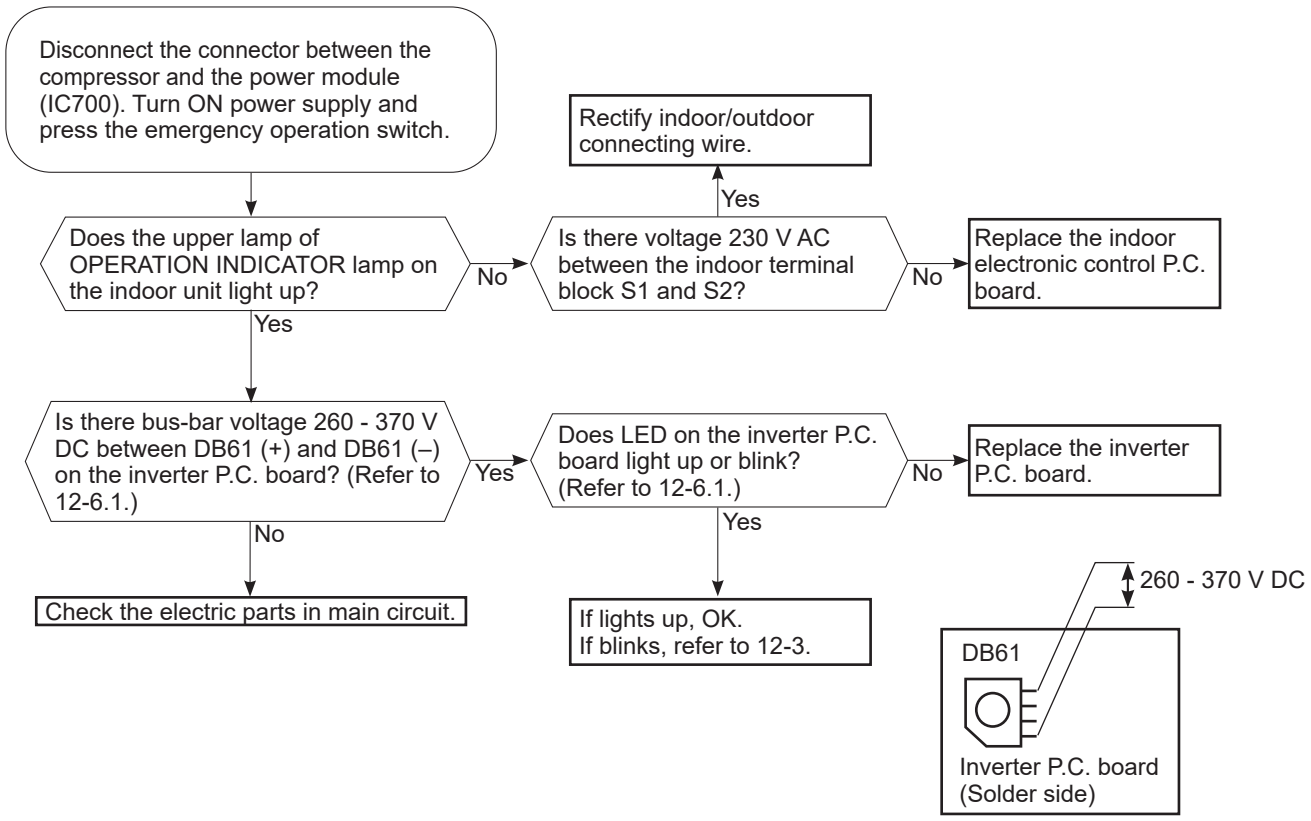 Disconnect the connector between the
compressor and the power module
(IC700). Turn ON power supply and
press the emergency operation switch.
Rectify indoor/outdoor
connecting wire.
Yes
Does the upper lamp of
OPERATION INDICATOR lamp on
the indoor unit light up?
No
Is there voltage 230 V AC
between the indoor terminal
block S1 and S2?
No
Replace the indoor
electronic control P.C.
board.
Yes
Is there bus-bar voltage 260 - 370 V
DC between DB61 (+) and DB61 (–)
on the inverter P.C. board? (Refer to
12-6.1.)
Yes
Does LED on the inverter P.C.
board light up or blink?
(Refer to 12-6.1.)
No
Replace the inverter
P.C. board.
No
Yes
Check the electric parts in main circuit.
If lights up, OK.
If blinks, refer to 12-3.
260 - 370 V DC
DB61
Inverter P.C. board
(Solder side)